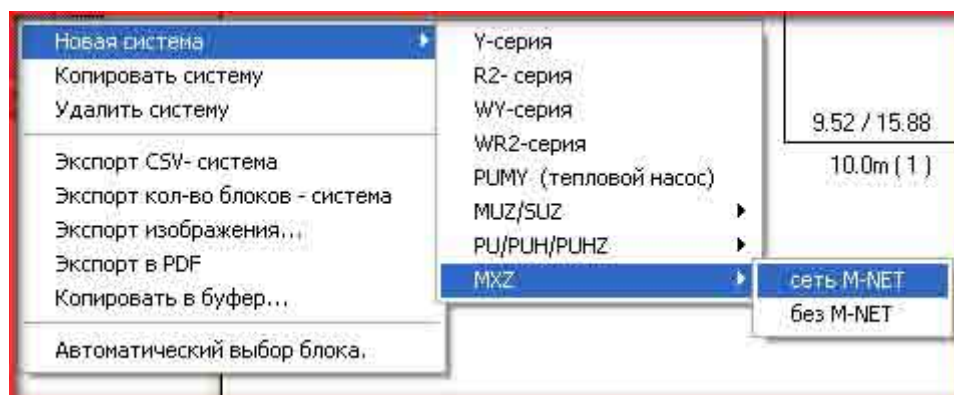 Новая система
Копировать систему
Удалить систему
Экспорт CSV- система
Экспорт кол-во блоков - система
Экспорт изображения...
Экспорт в PDF
Копировать в буфер...
Автоматический выбор блока.
Y-серия
R2- серия
WY-серия
WR2-серия
PUMY (тепловой насос)
MUZ/SUZ
PU/PUH/PUHZ
MXZ
сеть M-NET
без M-NET
9.52 / 15.88
10.0m ( 1 )